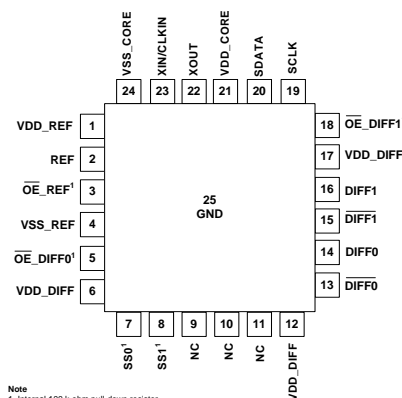 VSS_CORE
XIN/CLKIN
XOUT
VDD_CORE
SDATA
SCLK
24 23 22 21 20 19
VDD_REF 1
REF 2
OE_REF¹ 3
VSS_REF 4
OE_DIFF0¹ 5
VDD_DIFF 6
25
GND
18 OE_DIFF1
17 VDD_DIFF
16 DIFF1
15 DIFF1
14 DIFF0
13 DIFF0
7 8 9 10 11 12
SS0¹
SS1¹
NC
NC
NC
VDD_DIFF
Note